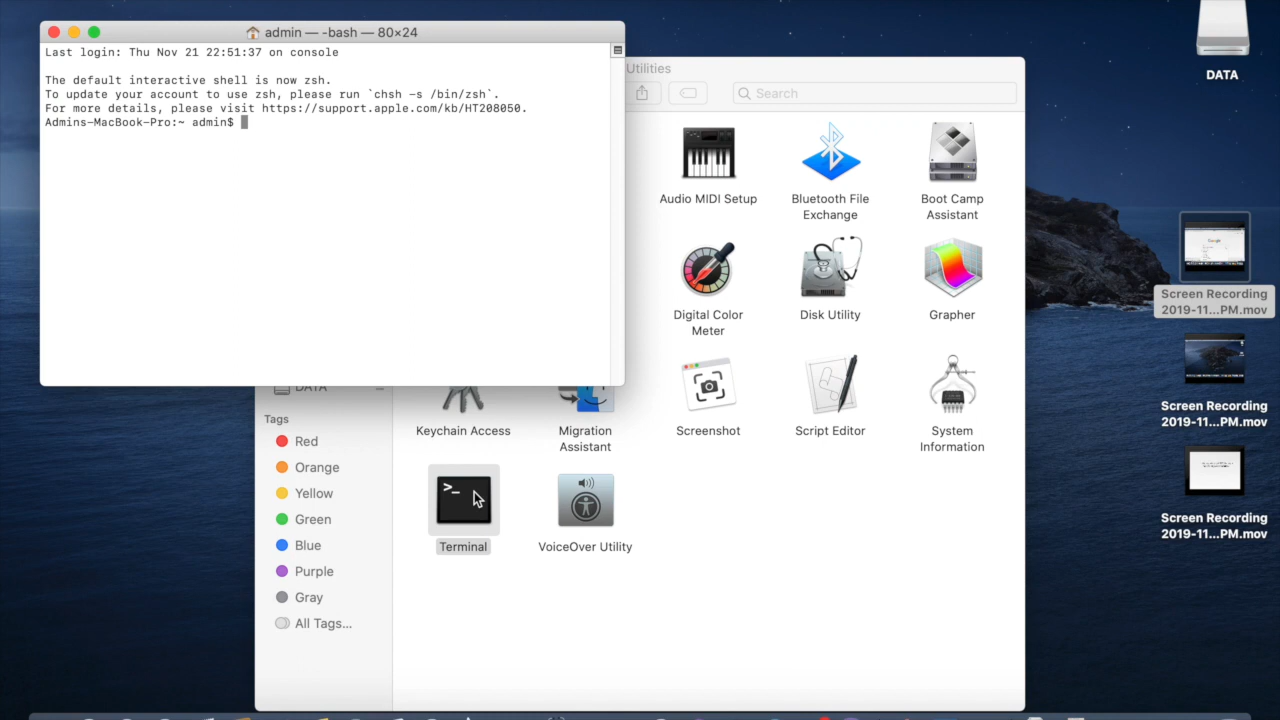 admin — -bash — 80×24
Last login: Thu Nov 21 22:51:37 on console
The default interactive shell is now zsh.
To update your account to use zsh, please run `chsh -s /bin/zsh`.
For more details, please visit https://support.apple.com/kb/HT208050.
Admins-MacBook-Pro:~ admin$
Utilities
Search
Audio MIDI Setup
Bluetooth File
Exchange
Boot Camp
Assistant
Digital Color
Meter
Disk Utility
Grapher
DATA
Keychain Access
Migration
Assistant
Screenshot
Script Editor
System
Information
Terminal
VoiceOver Utility
Tags
Red
Orange
Yellow
Green
Blue
Purple
Gray
All Tags...
DATA
Screen Recording
2019-11...PM.mov
Screen Recording
2019-11...PM.mov
Screen Recording
2019-11...PM.mov